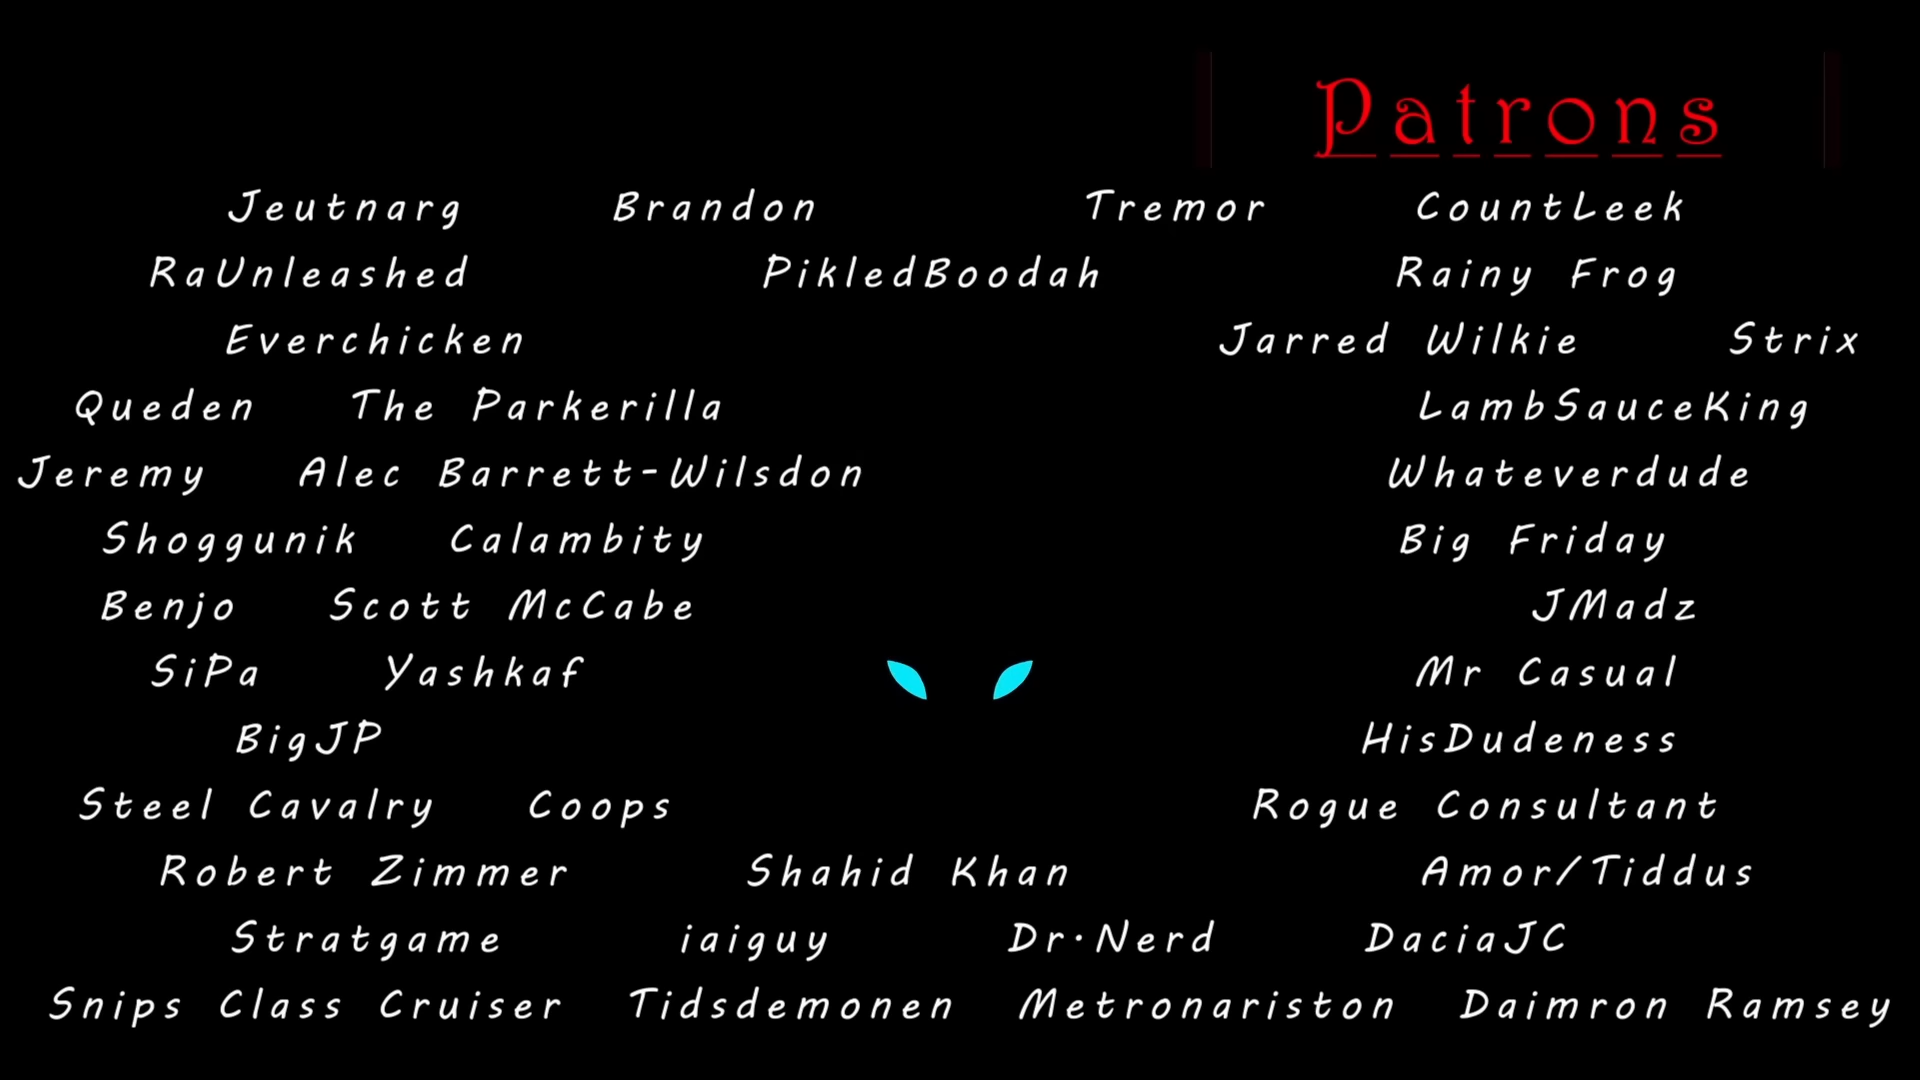 Patrons
Jeutnarg Brandon Tremor CountLeek
RaUnleashed PikledBoodah Rainy Frog
Everchicken Jarred Wilkie Strix
Queden The Parkerilla LambSauceKing
Jeremy Alec Barrett-Wilsdon Whateverdude
Shoggunik Calambity Big Friday
Benjo Scott McCabe JMadz
SiPa Yashkaf Mr Casual
BigJP HisDudeness
Steel Cavalry Coops Rogue Consultant
Robert Zimmer Shahid Khan Amor/Tiddus
Stratgame iaiguy Dr.Nerd DaciaJC
Snips Class Cruiser Tidsdemonen Metronariston Daimron Ramsey